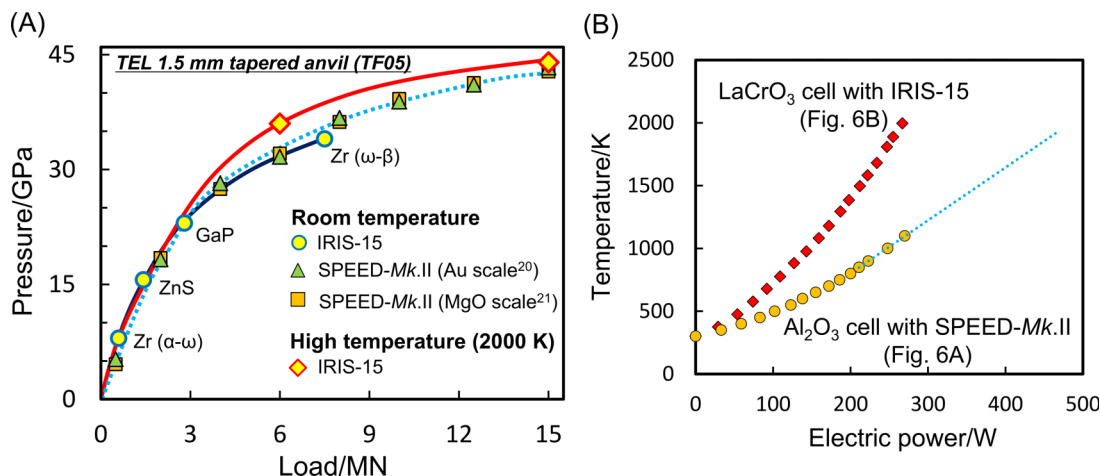 (A)
TEL 1.5 mm tapered anvil (TF05)
Pressure/GPa
45
30
15
0
0
3
6
9
12
15
Load/MN
Zr (ω-β)
GaP
ZnS
Zr (α-ω)
Room temperature
IRIS-15
SPEED-Mk.II (Au scale20)
SPEED-Mk.II (MgO scale21)
High temperature (2000 K)
IRIS-15
(B)
Temperature/K
2500
2000
1500
1000
500
0
0
100
200
300
400
500
Electric power/W
LaCrO₃ cell with IRIS-15
(Fig. 6B)
Al₂O₃ cell with SPEED-Mk.II
(Fig. 6A)